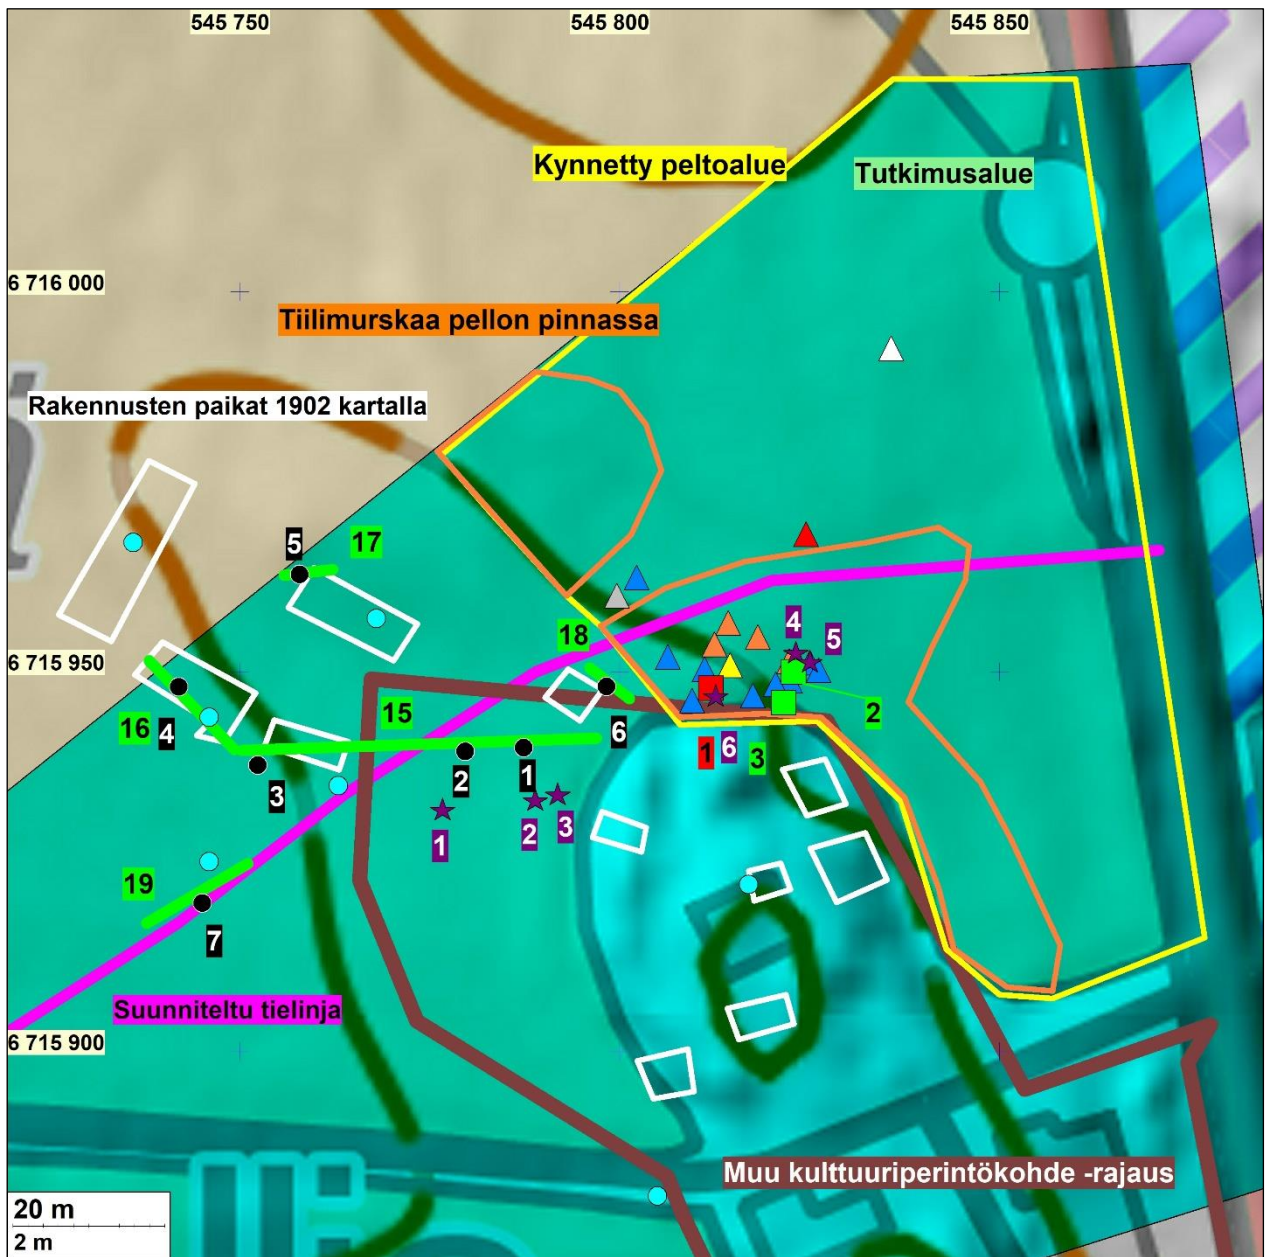 545 750
545 800
545 850
Kynnetty peltoalue
Tutkimusalue
6 716 000
Tiilimurskaa pellon pinnassa
Rakennusten paikat 1902 kartalla
5
17
18
4
5
6 715 950
16
4
15
6
2
3
2
1
1
6
3
1
2
3
19
7
Suunniteltu tielinja
6 715 900
Muu kulttuuriperintökohde -rajaus
20 m
2 m